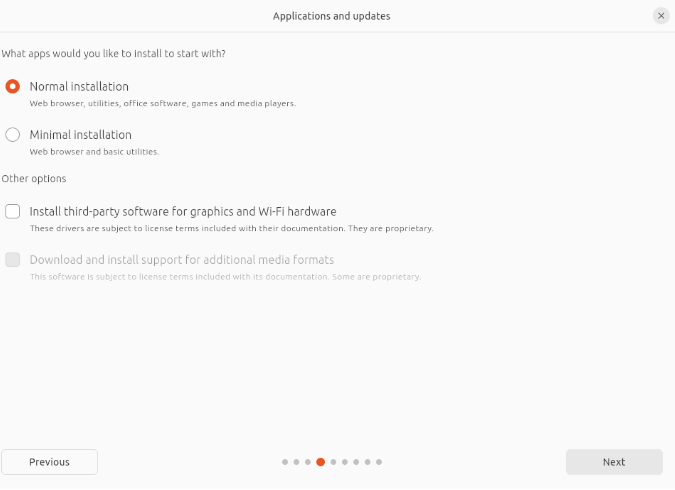 Applications and updates
What apps would you like to install to start with?
Normal installation
Web browser, utilities, office software, games and media players.
Minimal installation
Web browser and basic utilities.
Other options
Install third-party software for graphics and Wi-Fi hardware
These drivers are subject to license terms included with their documentation. They are proprietary.
Download and install support for additional media formats
This software is subject to license terms included with its documentation. Some are proprietary.
Previous
Next